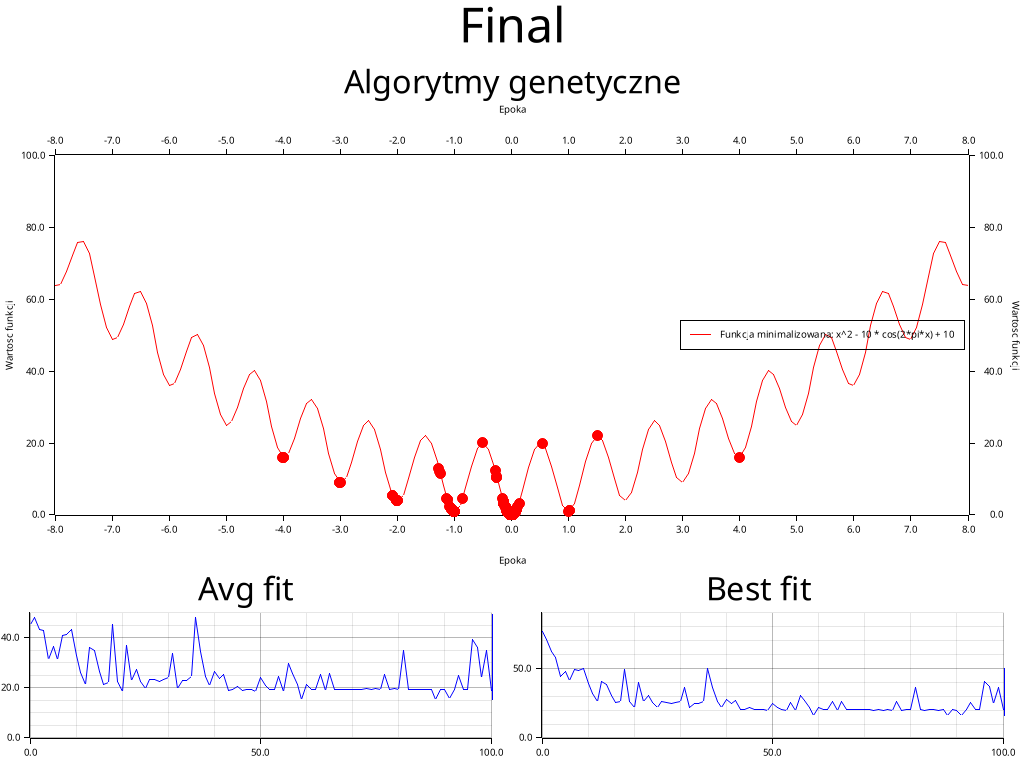 Final
Algorytmy genetyczne
Epoka
-8.0 -7.0 -6.0 -5.0 -4.0 -3.0 -2.0 -1.0 0.0 1.0 2.0 3.0 4.0 5.0 6.0 7.0 8.0
100.0 100.0
80.0 80.0
60.0 60.0
Wartosc funkcji Wartosc funkcji
Funkcja minimalizowana: x^2 - 10 * cos(2*pi*x) + 10
40.0 40.0
20.0 20.0
0.0 0.0
-8.0 -7.0 -6.0 -5.0 -4.0 -3.0 -2.0 -1.0 0.0 1.0 2.0 3.0 4.0 5.0 6.0 7.0 8.0
Epoka
Avg fit
40.0
20.0
0.0
0.0 50.0 100.0
Best fit
50.0
0.0
0.0 50.0 100.0